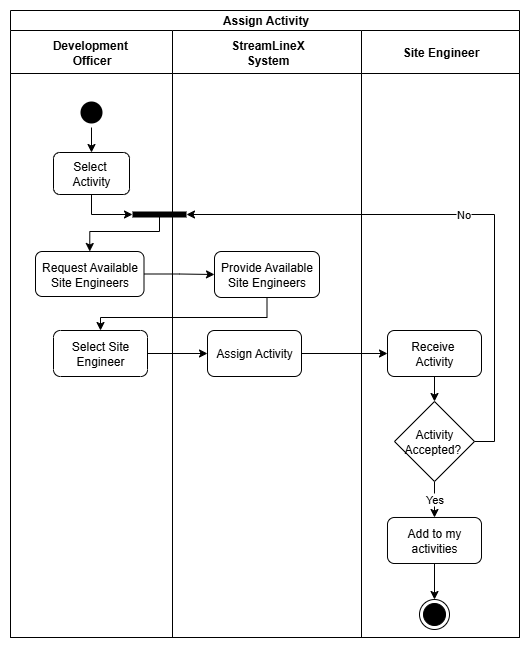 Assign Activity
Development
Officer
StreamLineX
System
Site Engineer
Select
Activity
No
Request Available
Site Engineers
Provide Available
Site Engineers
Select Site
Engineer
Assign Activity
Receive
Activity
Activity
Accepted?
Yes
Add to my
activities